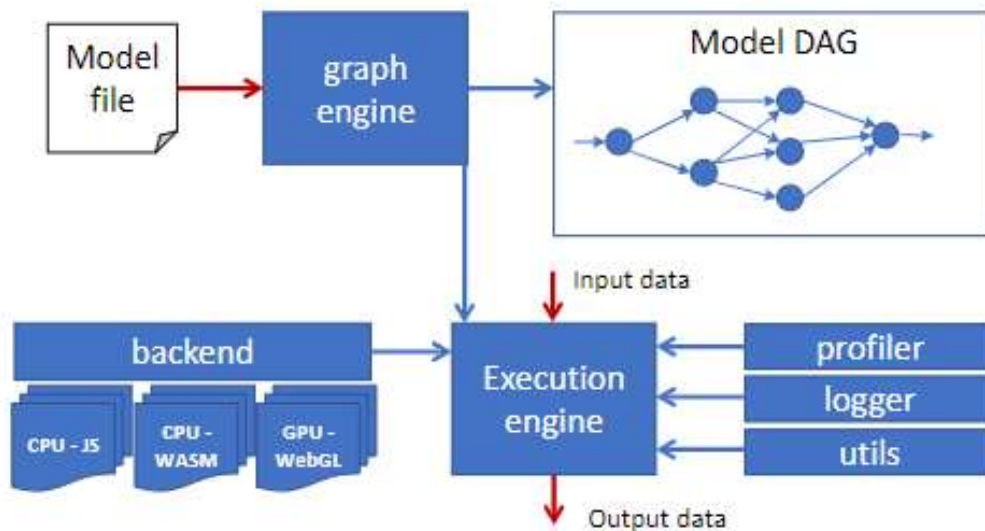 Model
file
graph
engine
Model DAG
Input data
backend
Execution
engine
profiler
logger
utils
CPU - JS
CPU -
WASM
GPU -
WebGL
Output data